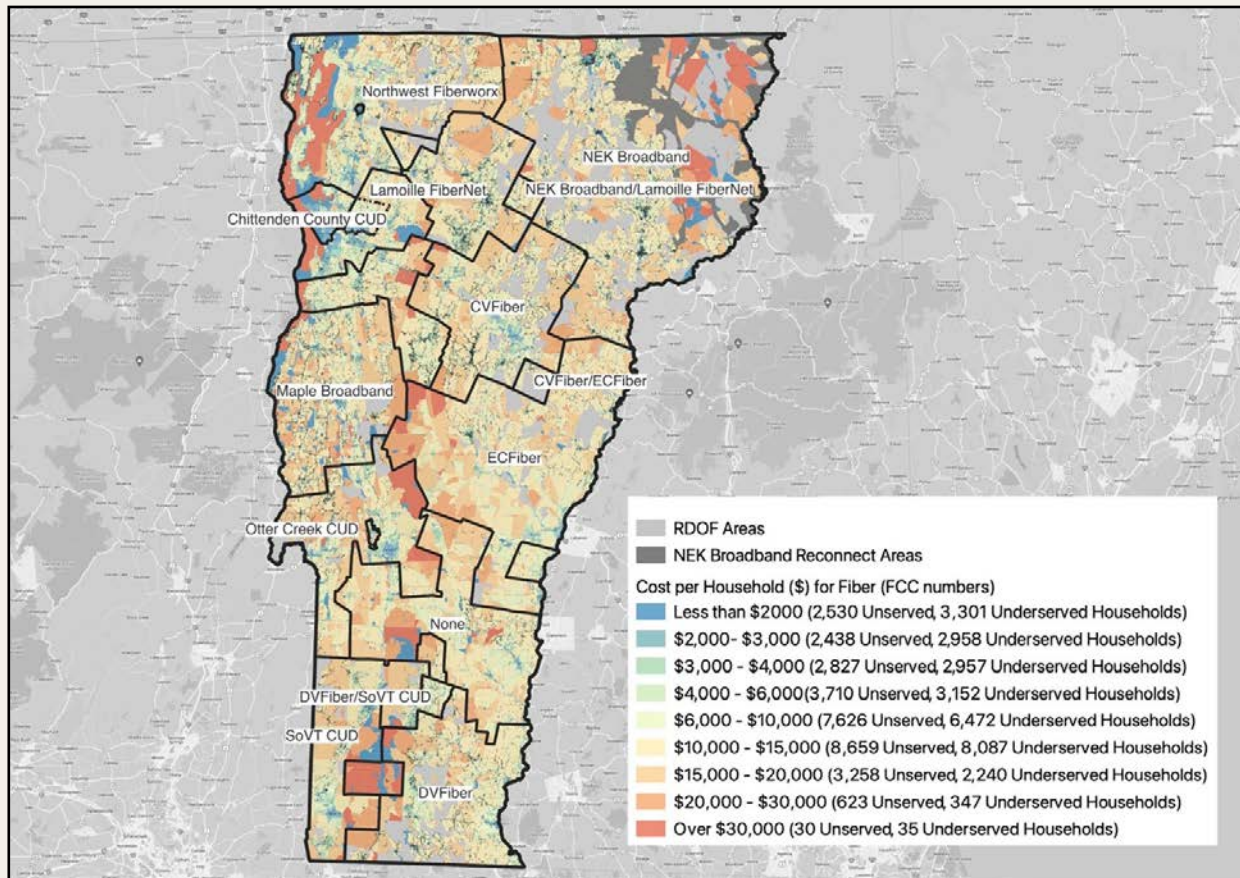 Northwest Fiberworx
NEK Broadband
Lamoille FiberNet
NEK Broadband/Lamoille FiberNet
Chittenden County CUD
CVFiber
CVFiber/ECFiber
Maple Broadband
ECFiber
Otter Creek CUD
None
DVFiber/SoVT CUD
SoVT CUD
DVFiber
RDOF Areas
NEK Broadband Reconnect Areas
Cost per Household ($) for Fiber (FCC numbers)
Less than $2000 (2,530 Unserved, 3,301 Underserved Households)
$2,000- $3,000 (2,438 Unserved, 2,958 Underserved Households)
$3,000 - $4,000 (2,827 Unserved, 2,957 Underserved Households)
$4,000 - $6,000(3,710 Unserved, 3,152 Underserved Households)
$6,000 - $10,000 (7,626 Unserved, 6,472 Underserved Households)
$10,000 - $15,000 (8,659 Unserved, 8,087 Underserved Households)
$15,000 - $20,000 (3,258 Unserved, 2,240 Underserved Households)
$20,000 - $30,000 (623 Unserved, 347 Underserved Households)
Over $30,000 (30 Unserved, 35 Underserved Households)